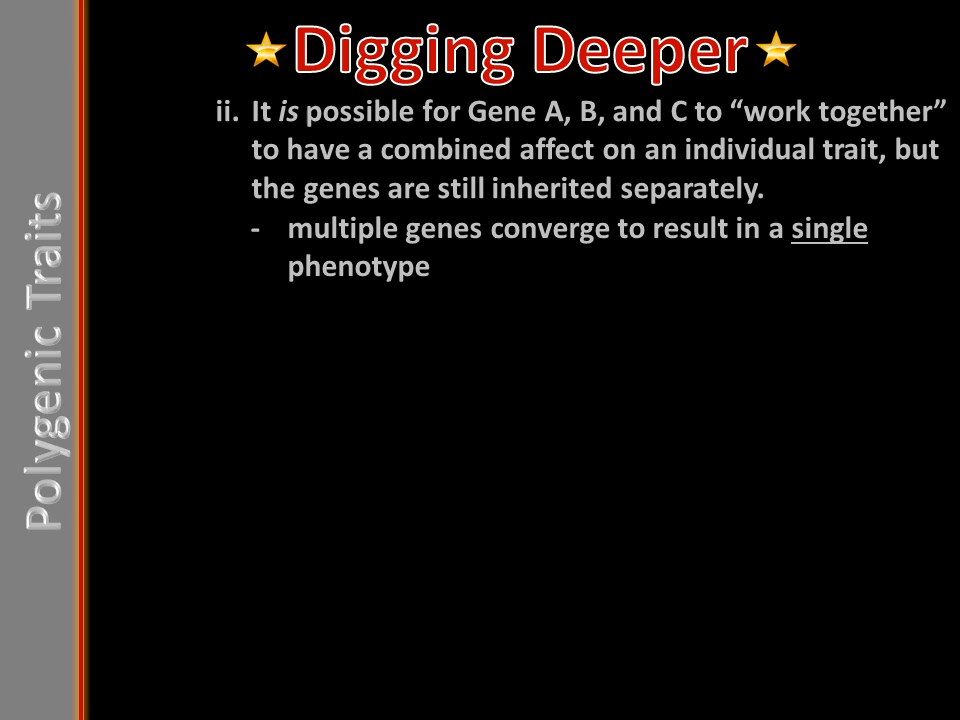 Digging Deeper
ii. It is possible for Gene A, B, and C to “work together”
to have a combined affect on an individual trait, but
the genes are still inherited separately.
- multiple genes converge to result in a single
phenotype
Polygenic Traits